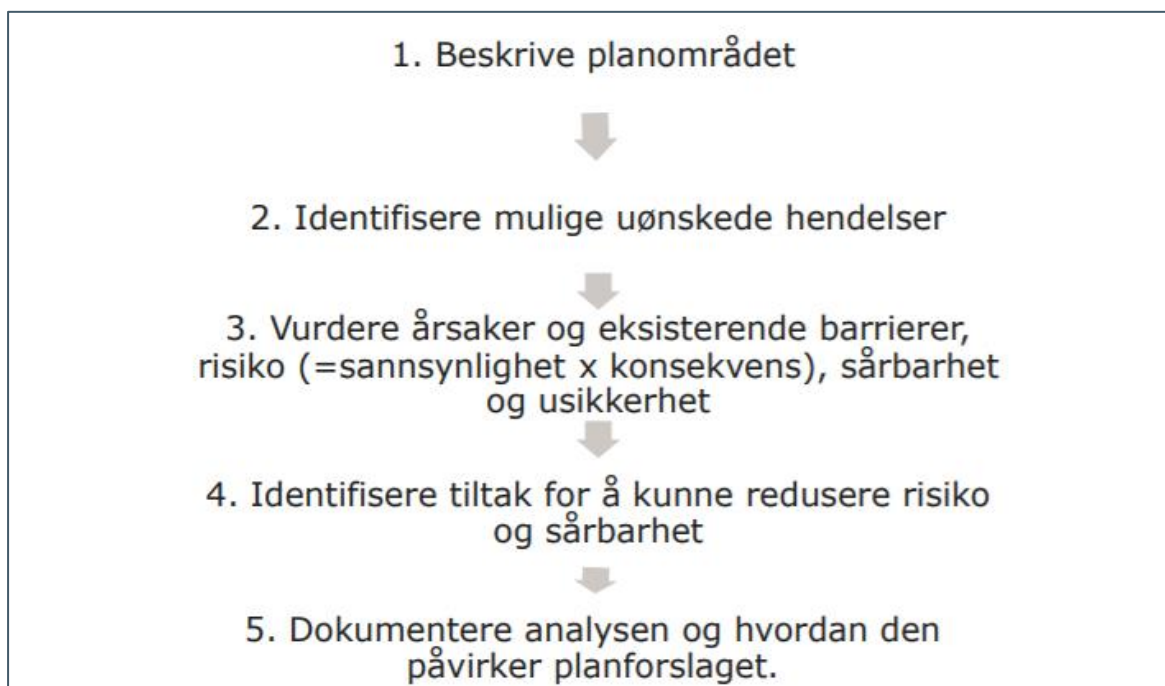 1. Beskrive planområdet
2. Identifisere mulige uønskede hendelser
3. Vurdere årsaker og eksisterende barrierer,
risiko (=sannsynlighet x konsekvens), sårbarhet
og usikkerhet
4. Identifisere tiltak for å kunne redusere risiko
og sårbarhet
5. Dokumentere analysen og hvordan den
påvirker planforslaget.